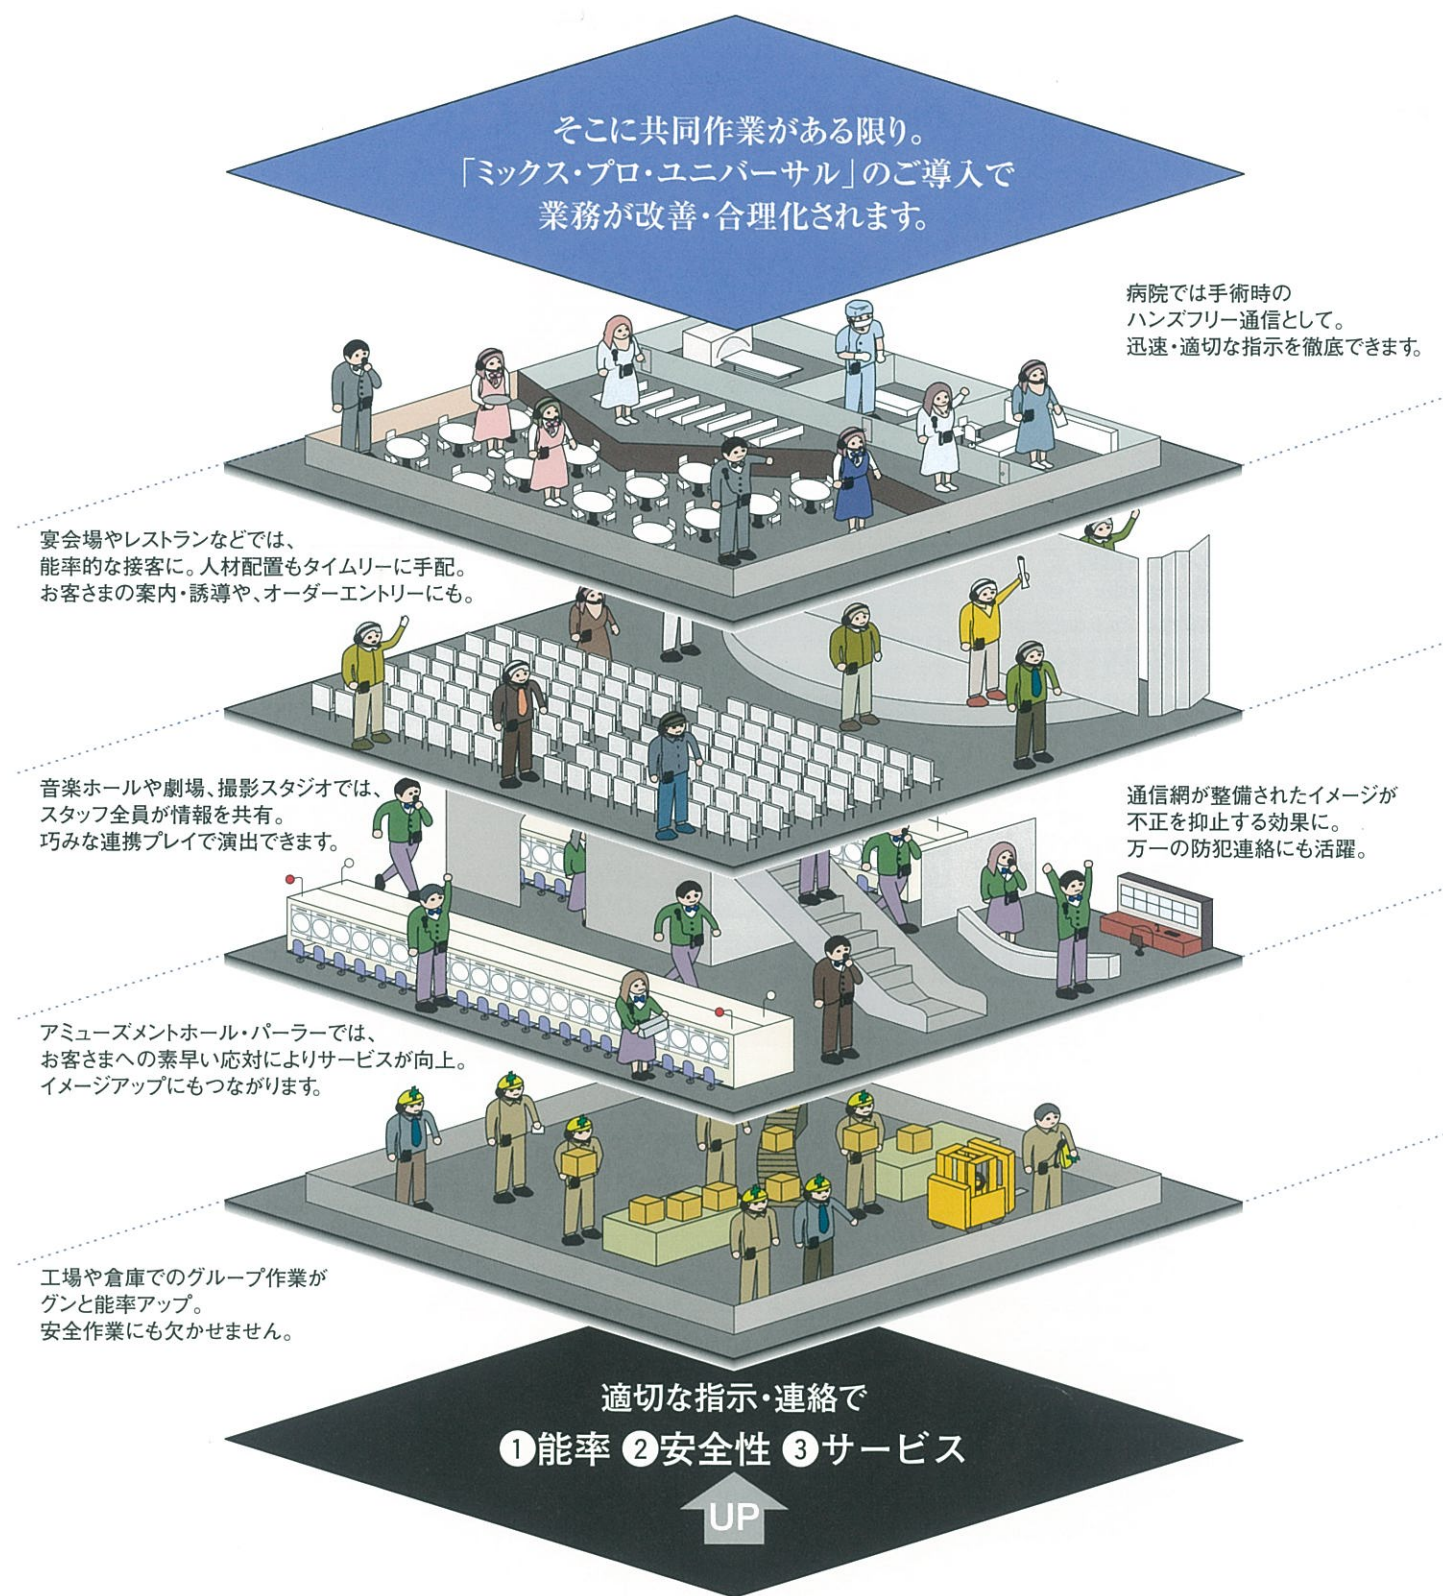 そこに共同作業がある限り。
「ミックス・プロ・ユニバーサル」のご導入で
業務が改善・合理化されます。
病院では手術時の
ハンズフリー通信として。
迅速・適切な指示を徹底できます。
宴会場やレストランなどでは、
能率的な接客に。人材配置もタイムリーに手配。
お客さまの案内・誘導や、オーダーエントリーにも。
音楽ホールや劇場、撮影スタジオでは、
スタッフ全員が情報を共有。
巧みな連携プレイで演出できます。
通信網が整備されたイメージが
不正を抑止する効果に。
万一の防犯連絡にも活躍。
アミューズメントホール・パーラーでは、
お客さまへの素早い応対によりサービスが向上。
イメージアップにもつながります。
工場や倉庫でのグループ作業が
グンと能率アップ。
安全作業にも欠かせません。
適切な指示・連絡で
❶能率 ❷安全性 ❸サービス
UP